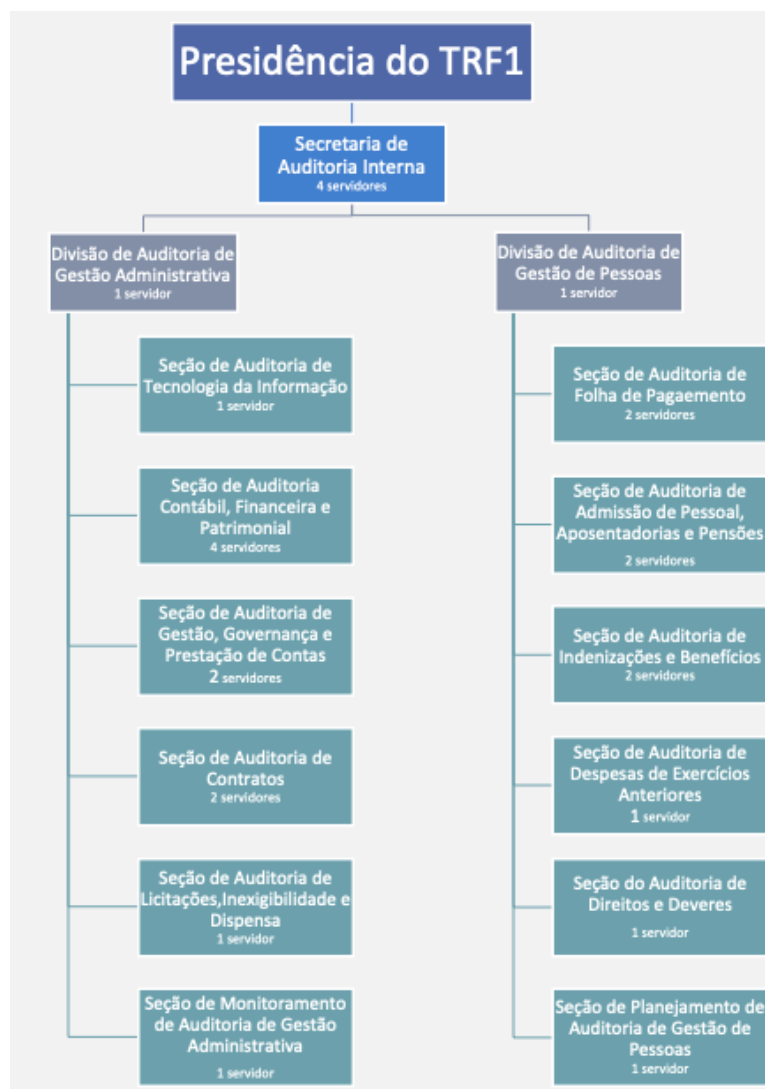 Presidência do TRF1
Secretaria de
Auditoria Interna
4 servidores
Divisão de Auditoria de
Gestão Administrativa
1 servidor
Seção de Auditoria de
Tecnologia da Informação
1 servidor
Seção de Auditoria
Contábil, Financeira e
Patrimonial
4 servidores
Seção de Auditoria de
Gestão, Governança e
Prestação de Contas
2 servidores
Seção de Auditoria de
Contratos
2 servidores
Seção de Auditoria de
Licitações,Inexigibilidade e
Dispensa
1 servidor
Seção de Monitoramento
de Auditoria de Gestão
Administrativa
1 servidor
Divisão de Auditoria de
Gestão de Pessoas
1 servidor
Seção de Auditoria de
Folha de Pagaemento
2 servidores
Seção de Auditoria de
Admissão de Pessoal,
Aposentadorias e Pensões
2 servidores
Seção de Auditoria de
Indenizações e Benefícios
2 servidores
Seção de Auditoria de
Despesas de Exercícios
Anteriores
1 servidor
Seção do Auditoria de
Direitos e Deveres
1 servidor
Seção de Planejamento de
Auditoria de Gestão de
Pessoas
1 servidor